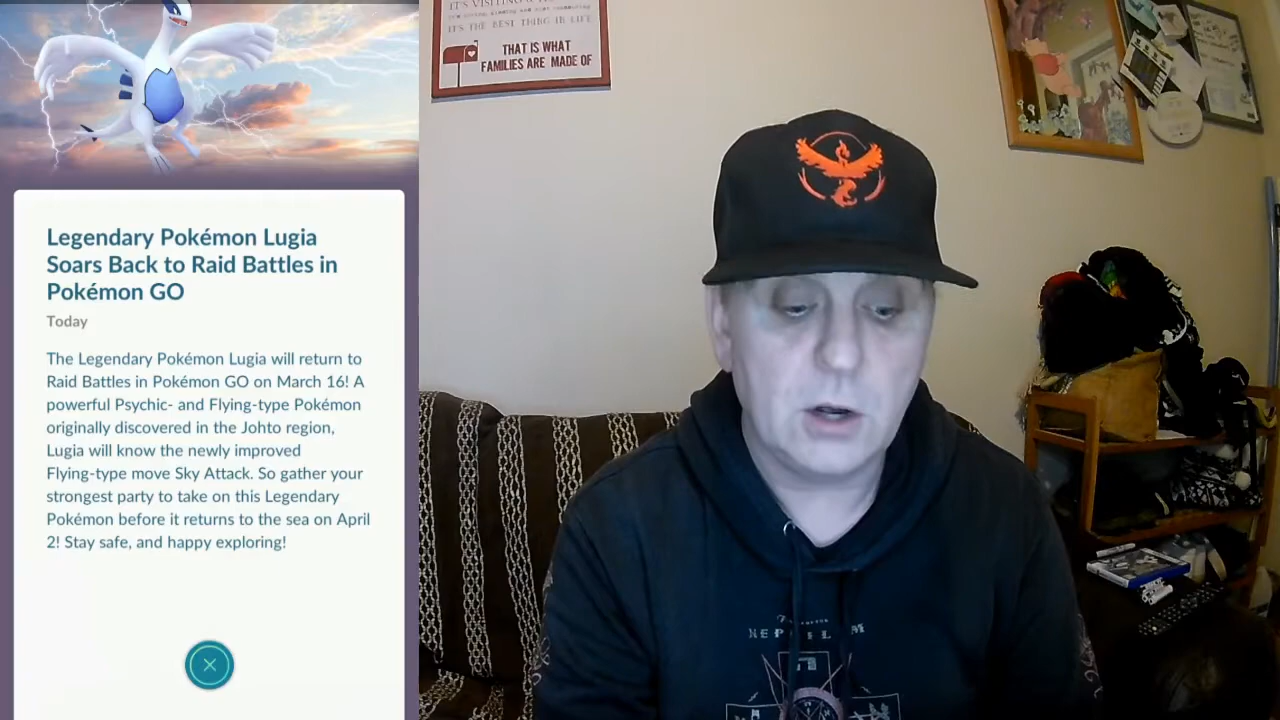 Legendary Pokémon Lugia
Soars Back to Raid Battles in
Pokémon GO
Today
The Legendary Pokémon Lugia will return to
Raid Battles in Pokémon GO on March 16! A
powerful Psychic- and Flying-type Pokémon
originally discovered in the Johto region,
Lugia will know the newly improved
Flying-type move Sky Attack. So gather your
strongest party to take on this Legendary
Pokémon before it returns to the sea on April
2! Stay safe, and happy exploring!
IT'S THE BEST THING IN LIFE
THAT IS WHAT
FAMILIES ARE MADE OF